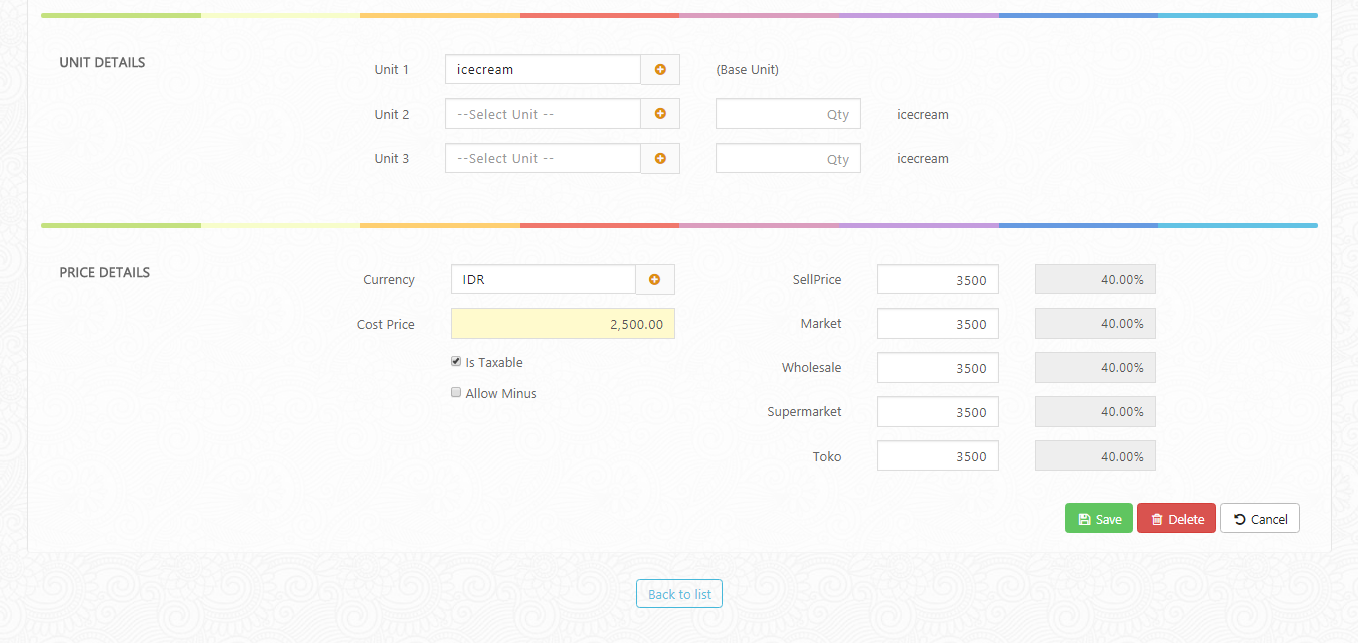 UNIT DETAILS
Unit 1 icecream (Base Unit)
Unit 2 --Select Unit -- Qty icecream
Unit 3 --Select Unit -- Qty icecream
PRICE DETAILS
Currency IDR SellPrice 3500 40.00%
Cost Price 2,500.00 Market 3500 40.00%
Is Taxable Wholesale 3500 40.00%
Allow Minus
Supermarket 3500 40.00%
Toko 3500 40.00%
Save Delete Cancel
Back to list